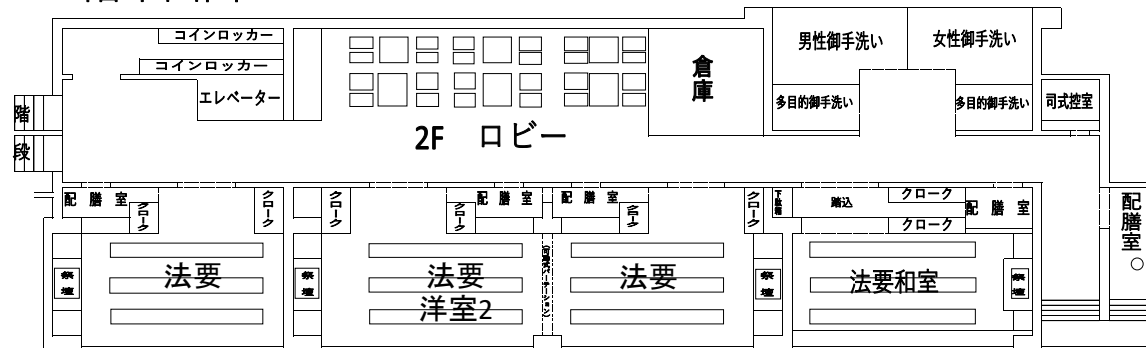 コインロッカー
コインロッカー
エレベーター
階
段
2F ロビー
倉庫
男性御手洗い
女性御手洗い
多目的御手洗い
多目的御手洗い
司式控室
配膳室
クローク
クローク
クローク
クローク
配膳室
配膳室
クローク
クローク
下駄箱
踏込
クローク
クローク
配膳室
配膳室。
祭壇
法要
祭壇
法要
洋室2
法要
祭壇
法要和室
祭壇